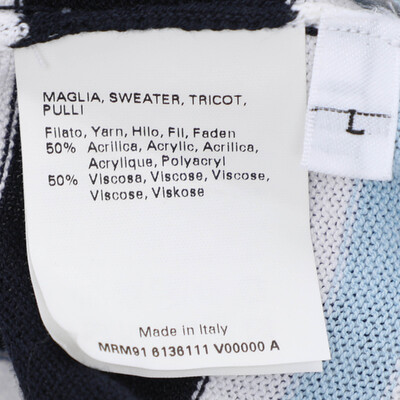 MAGLIA, SWEATER, TRICOT,
PULLI
Filato, Yarn, Hilo, Fil, Faden
50% Acrilica, Acrylic, Acrilica,
Acrylique, Polyacryl
50% Viscosa, Viscose, Viscosa,
Viscose, Viskose
Made in Italy
MRM91 6136111 V00000 A
L